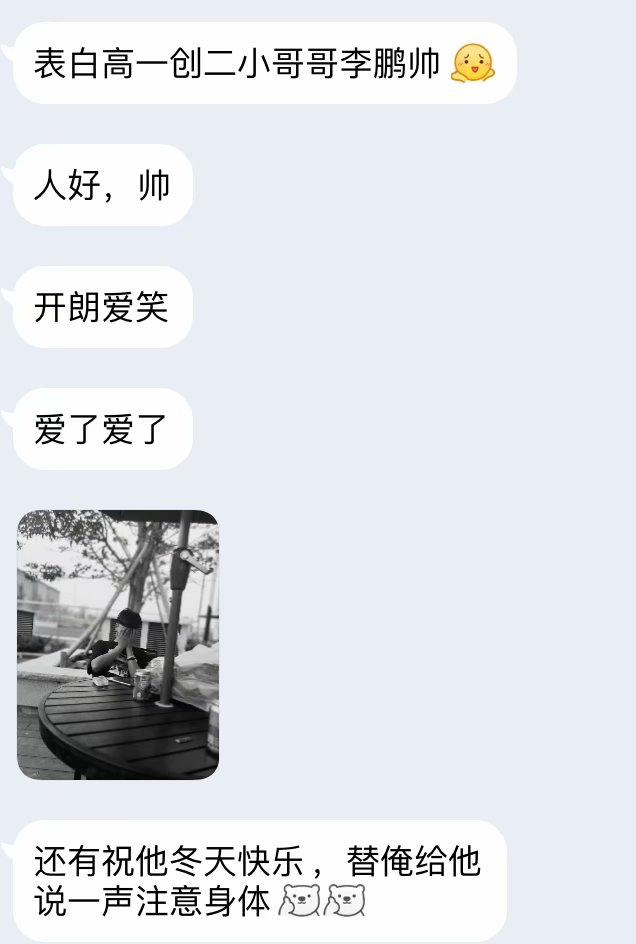 表白高一创二小哥哥李鹏帅
人好，帅
开朗爱笑
爱了爱了
还有祝他冬天快乐，替俺给他
说一声注意身体